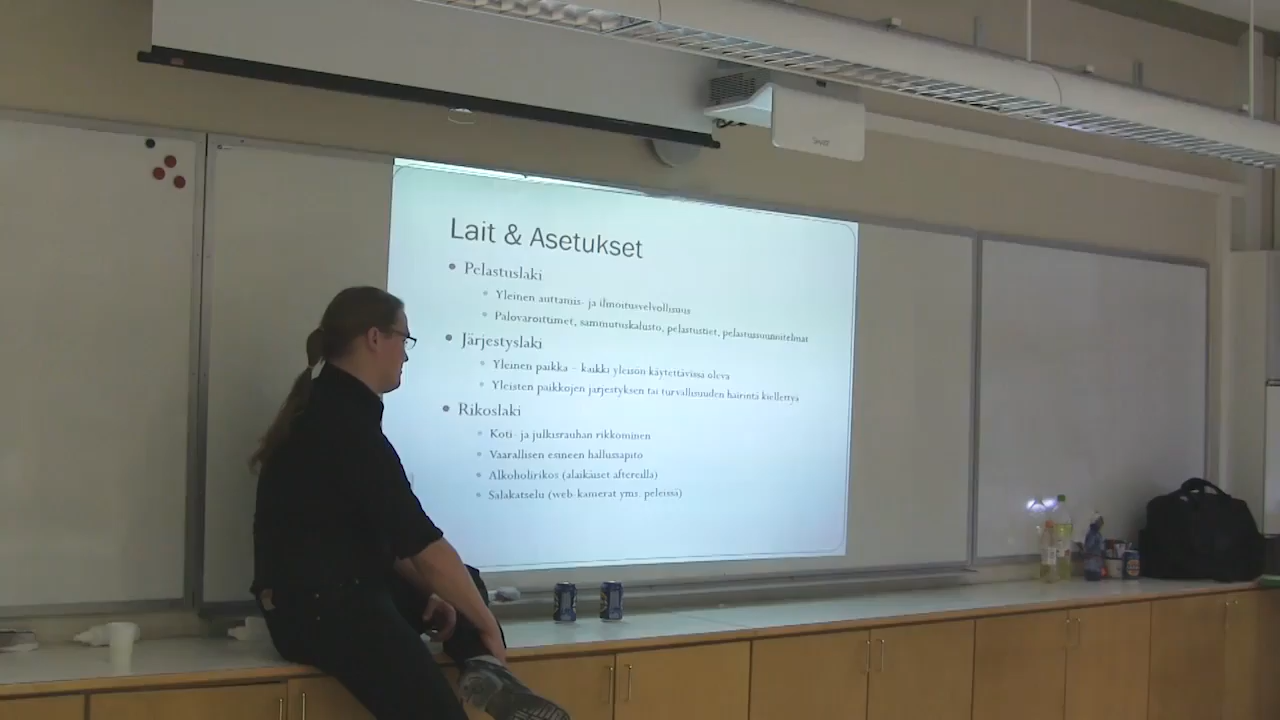 Lait & Asetukset
Pelastuslaki
Yleinen auttamis- ja ilmoitusvelvollisuus
Palovaroittimet, sammutuskalusto, pelastustiet, pelastussuunnitelmat
Järjestyslaki
Yleinen paikka – kaikki yleisön käytettävissä oleva
Yleisten paikkojen järjestyksen tai turvallisuuden häirintä kiellettyä
Rikoslaki
Koti- ja julkisrauhan rikkominen
Vaarallisen esineen hallussapito
Alkoholirikos (alaikäiset aftereilla)
Salakatselu (web-kamerat yms. peleissä)